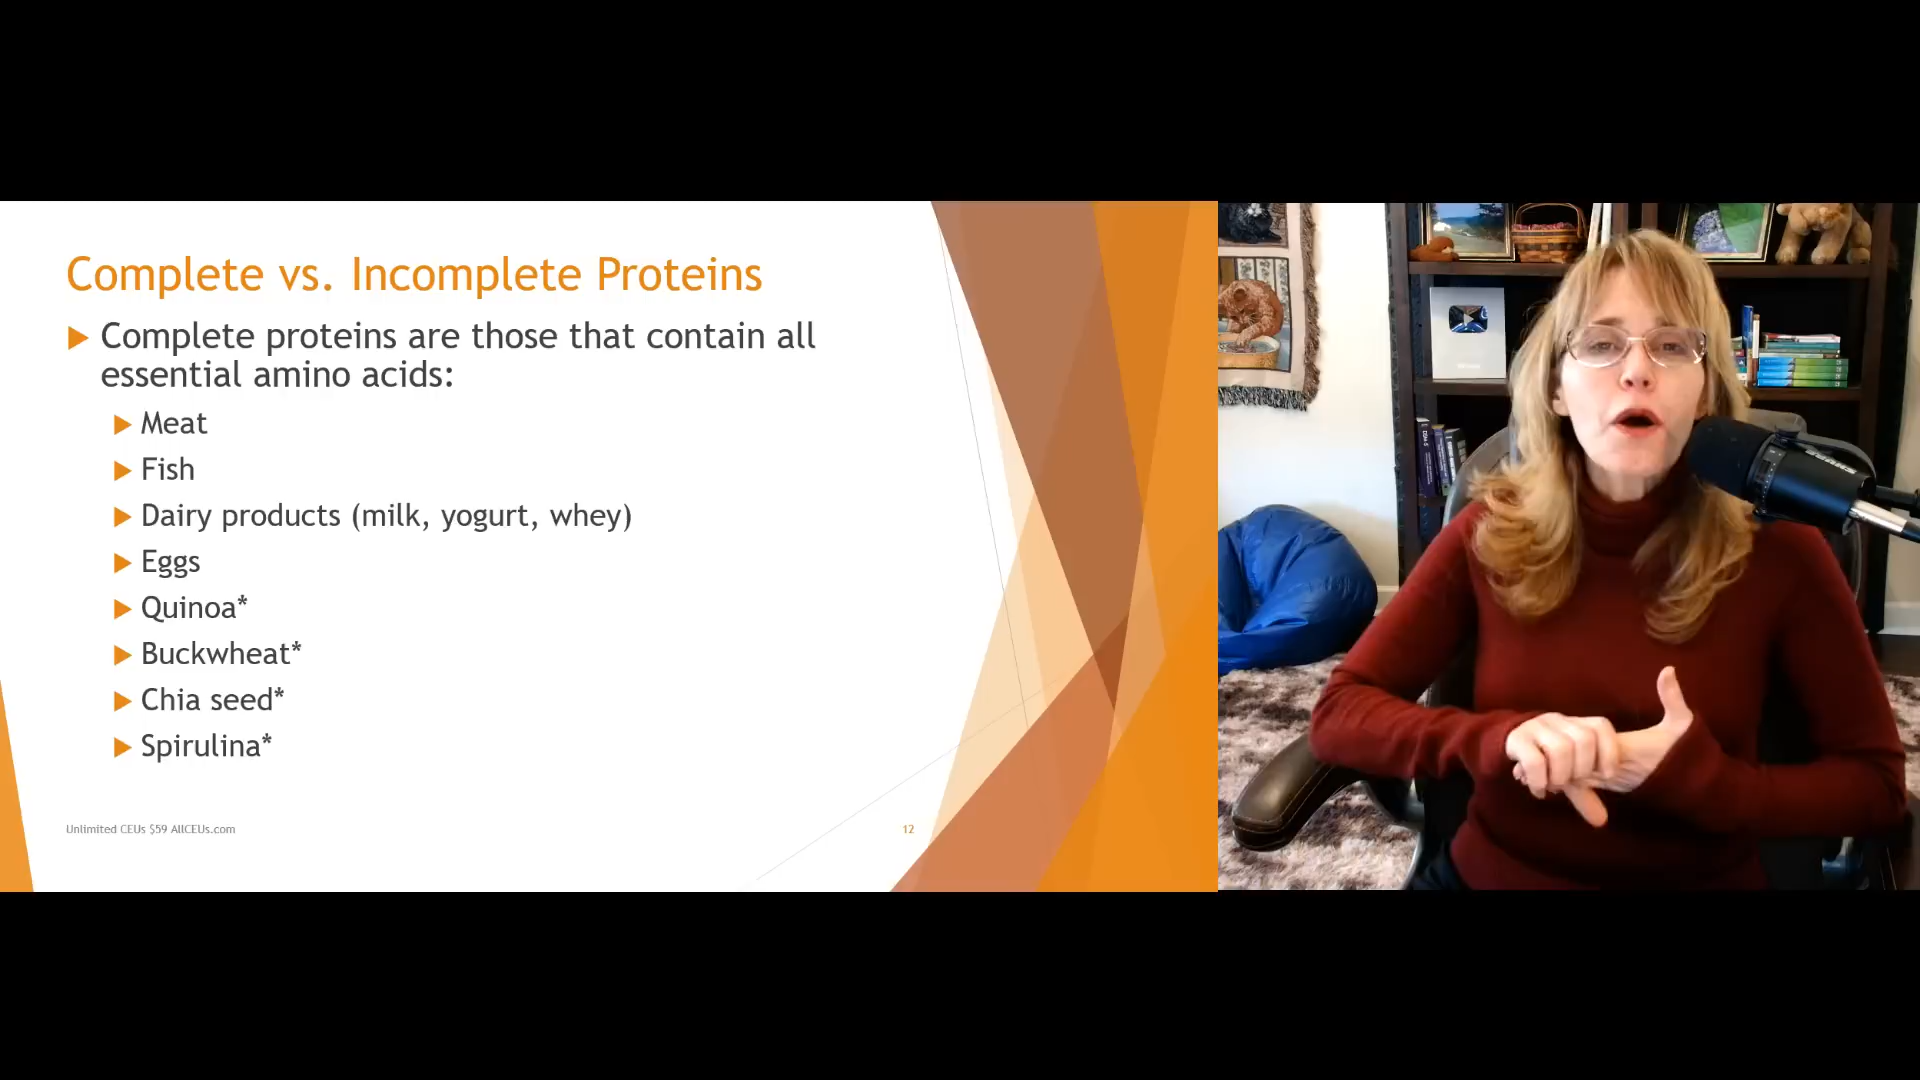 Complete vs. Incomplete Proteins
Complete proteins are those that contain all
essential amino acids:
Meat
Fish
Dairy products (milk, yogurt, whey)
Eggs
Quinoa*
Buckwheat*
Chia seed*
Spirulina*
Unlimited CEUs $59 AllCEUs.com
12